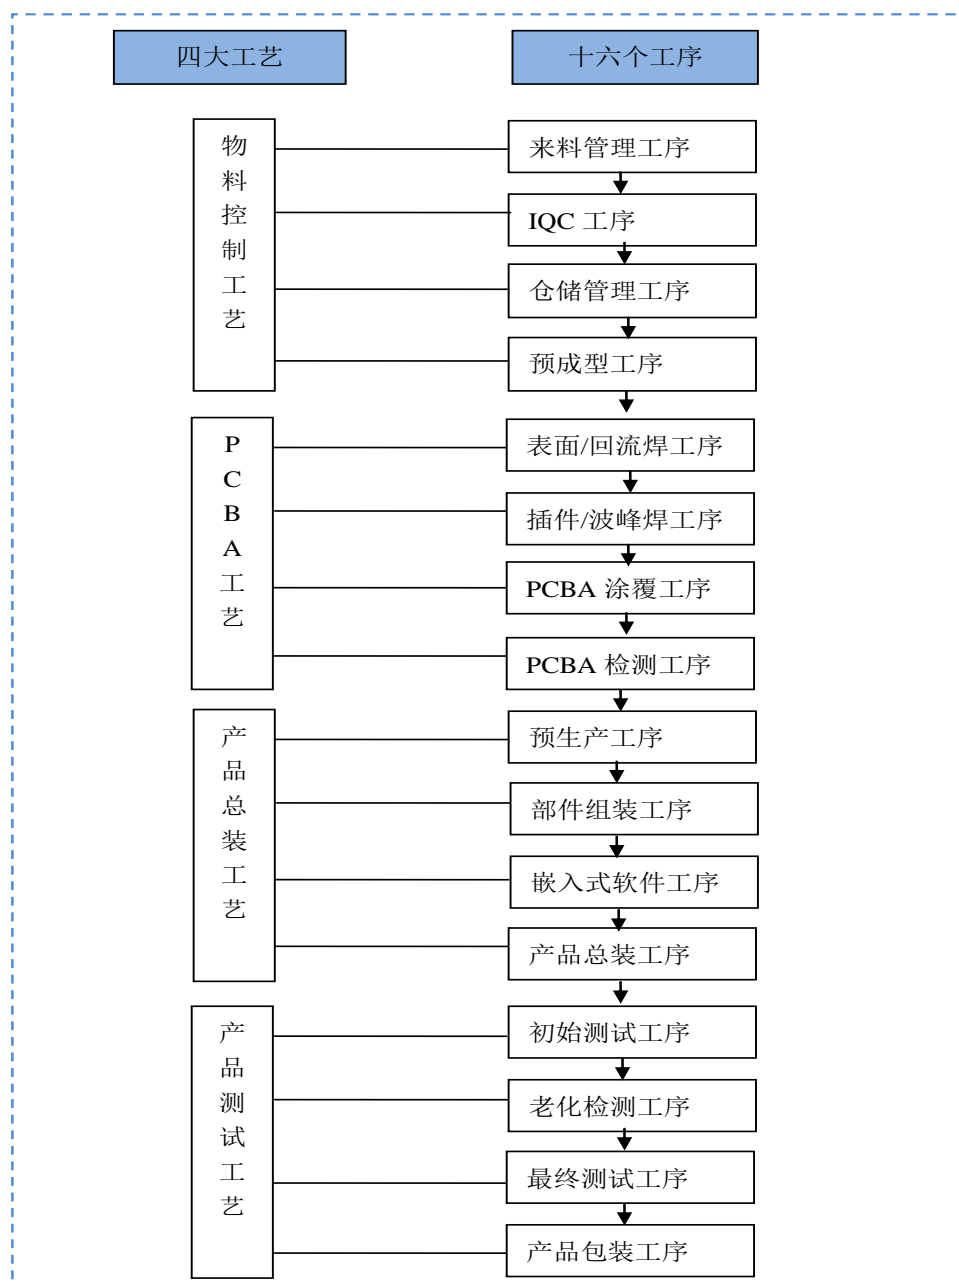 四大工艺
十六个工序
物料控制工艺
来料管理工序
IQC 工序
仓储管理工序
预成型工序
PCBA工艺
表面/回流焊工序
插件/波峰焊工序
PCBA 涂覆工序
PCBA 检测工序
产品总装工艺
预生产工序
部件组装工序
嵌入式软件工序
产品总装工序
产品测试工艺
初始测试工序
老化检测工序
最终测试工序
产品包装工序